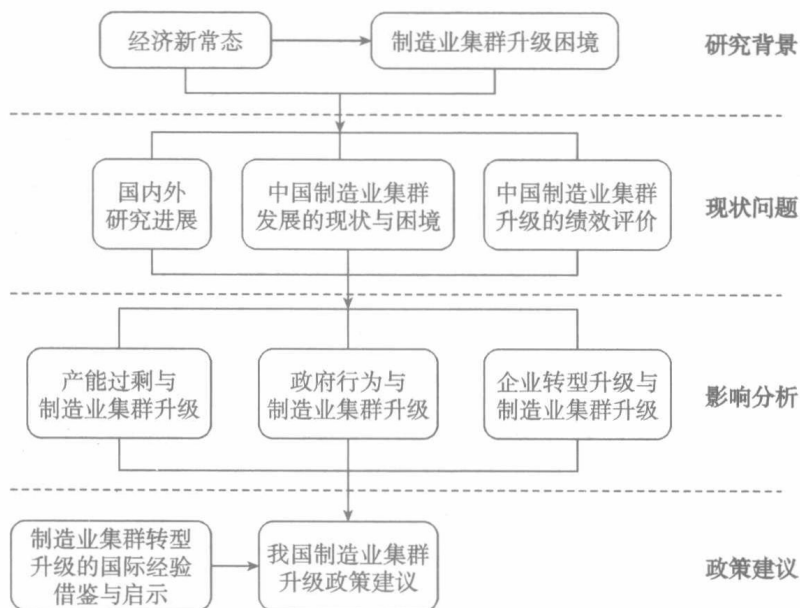 经济新常态
制造业集群升级困境
研究背景
国内外
研究进展
中国制造业集群
发展的现状与困境
中国制造业集群
升级的绩效评价
现状问题
产能过剩与
制造业集群升级
政府行为与
制造业集群升级
企业转型升级与
制造业集群升级
影响分析
制造业集群转型
升级的国际经验
借鉴与启示
我国制造业集群
升级政策建议
政策建议